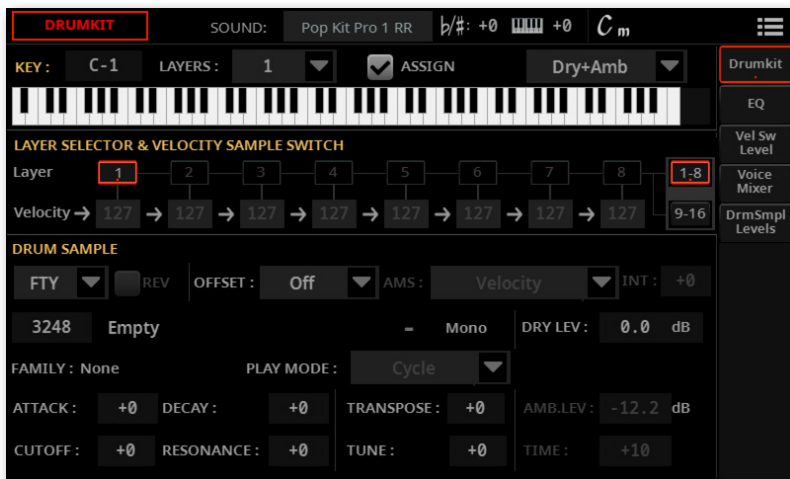 DRUMKIT SOUND: Pop Kit Pro 1 RR ♭/#: +0 +0 Cm
KEY : C-1 LAYERS : 1 ASSIGN Dry+Amb Drumkit
EQ
LAYER SELECTOR & VELOCITY SAMPLE SWITCH Vel Sw Level
Layer 1 2 3 4 5 6 7 8 1-8 Voice Mixer
Velocity → 127 → 127 → 127 → 127 → 127 → 127 → 127 → 127 9-16 DrmSmpl Levels
DRUM SAMPLE
FTY REV OFFSET : Off AMS : Velocity INT : +0
3248 Empty – Mono DRY LEV : 0.0 dB
FAMILY : None PLAY MODE : Cycle
ATTACK : +0 DECAY : +0 TRANSPOSE : +0 AMB.LEV : -12.2 dB
CUTOFF : +0 RESONANCE : +0 TUNE : +0 TIME : +10